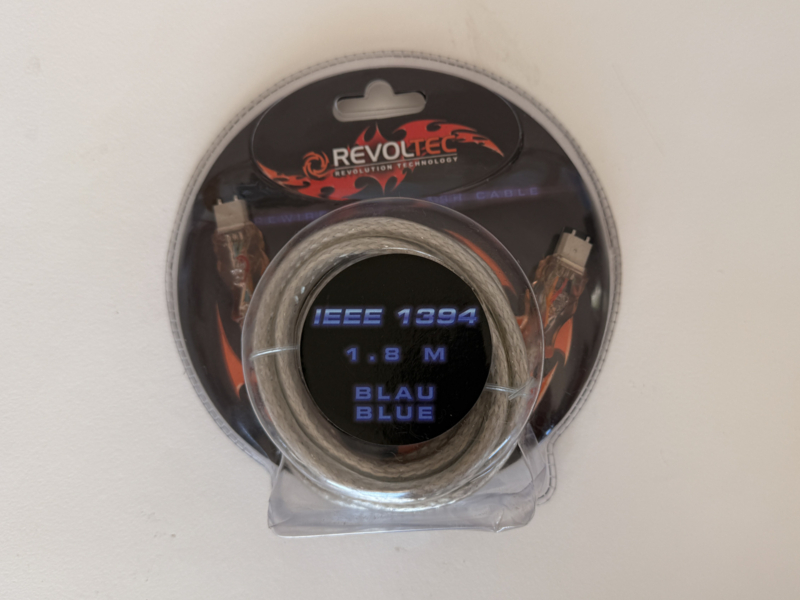 REVOLTEC
REVOLUTION TECHNOLOGY
CABLE
IEEE 1394
1.8 M
BLAU
BLUE